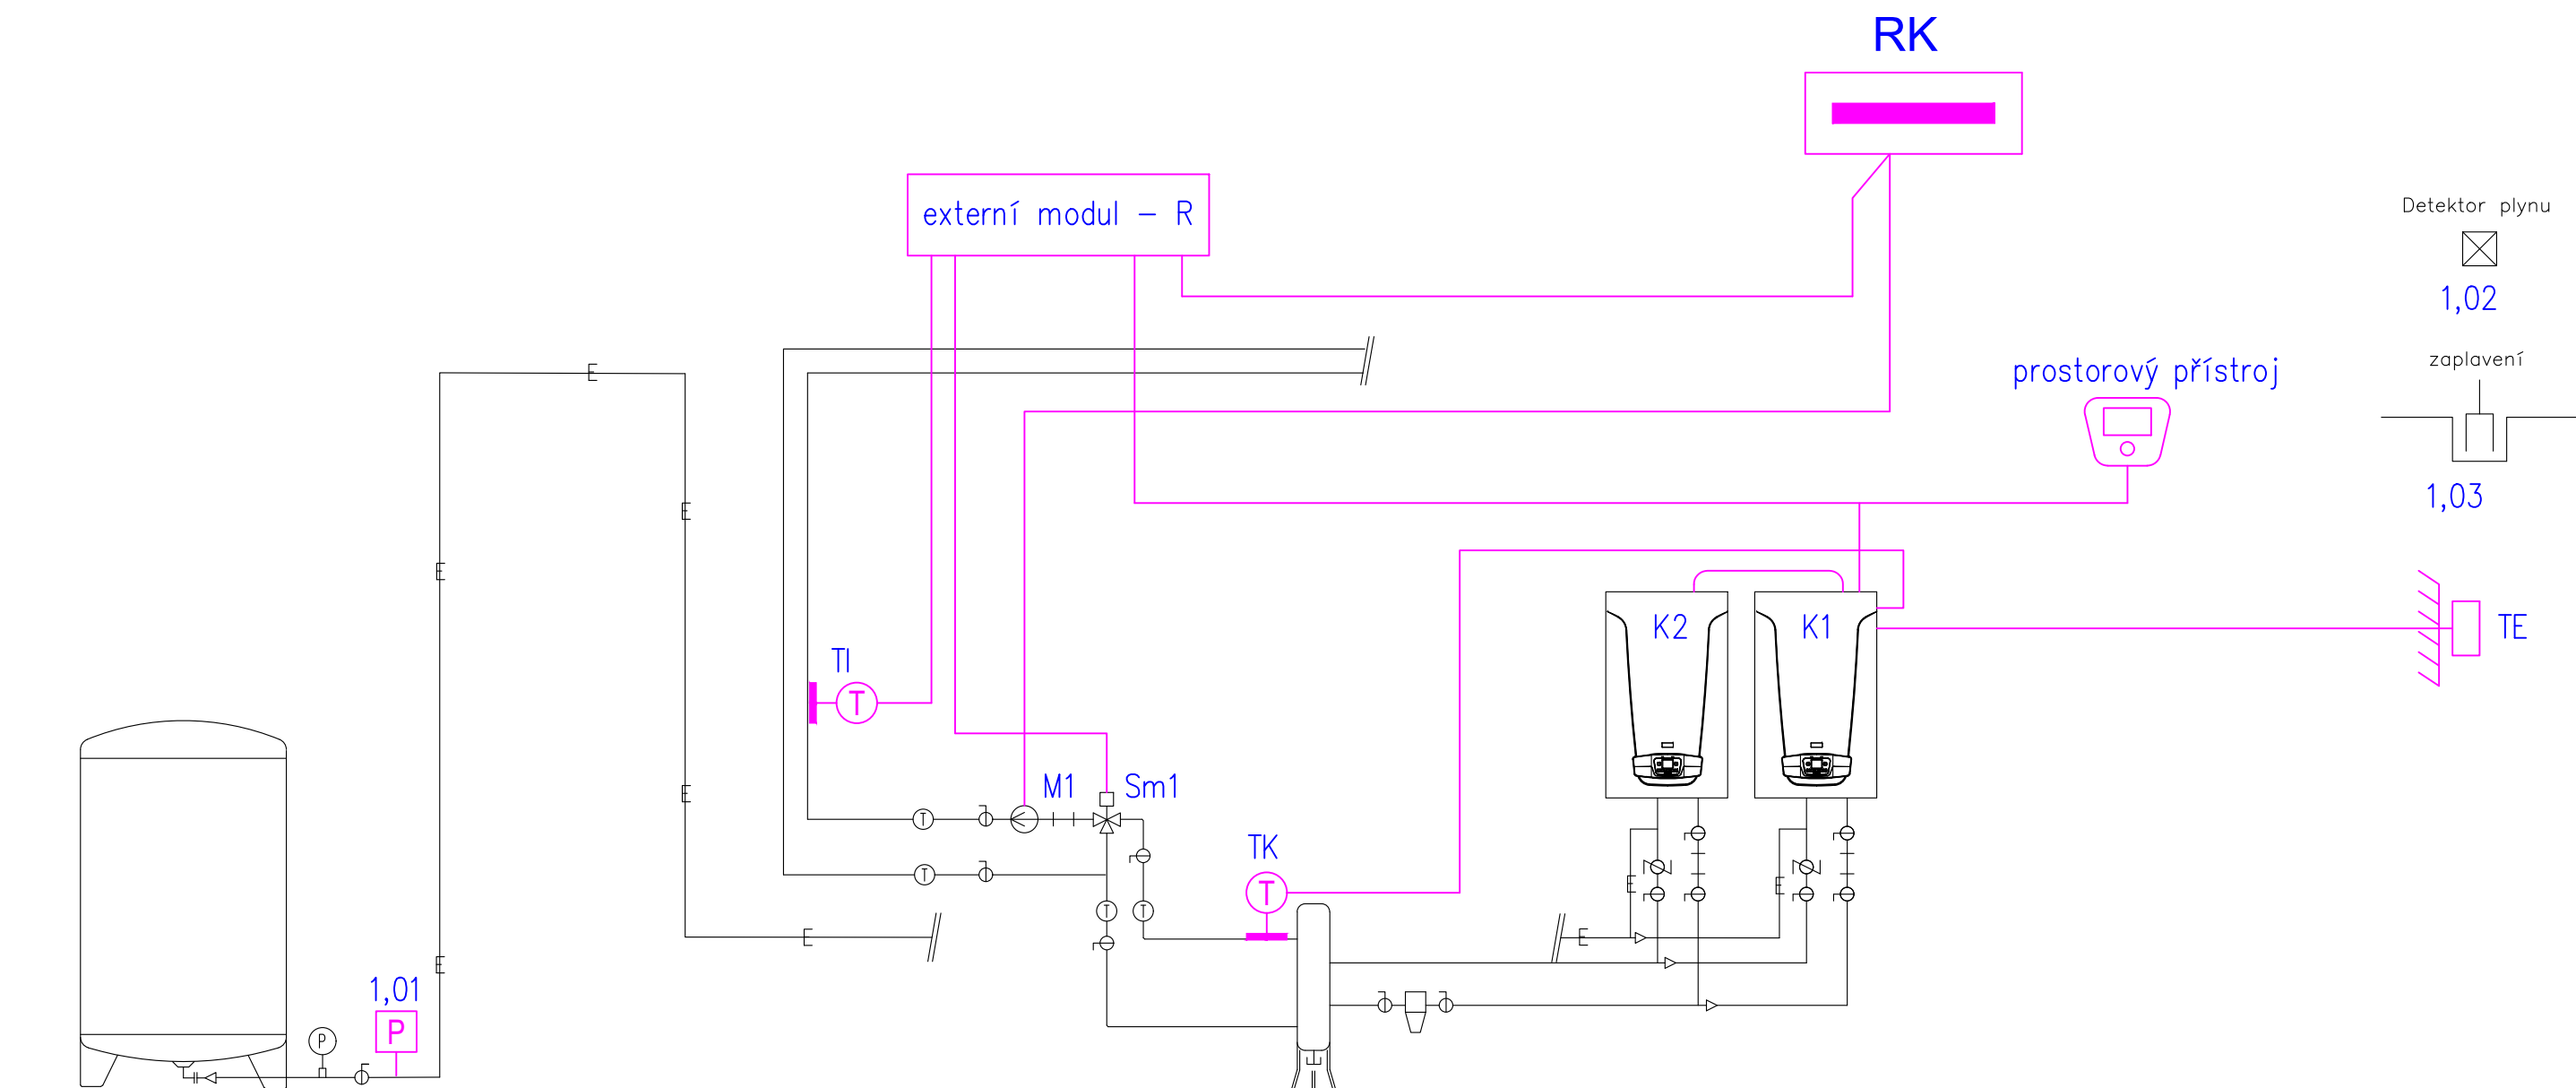 RK
externí modul - R
Detektor plynu
1,02
zaplavení
prostorový přístroj
1,03
K2
K1
TE
TI
T
M1
Sm1
TK
T
T
T
T
T
1,01
P
P
E
E
E
E
E
E
E
E
E